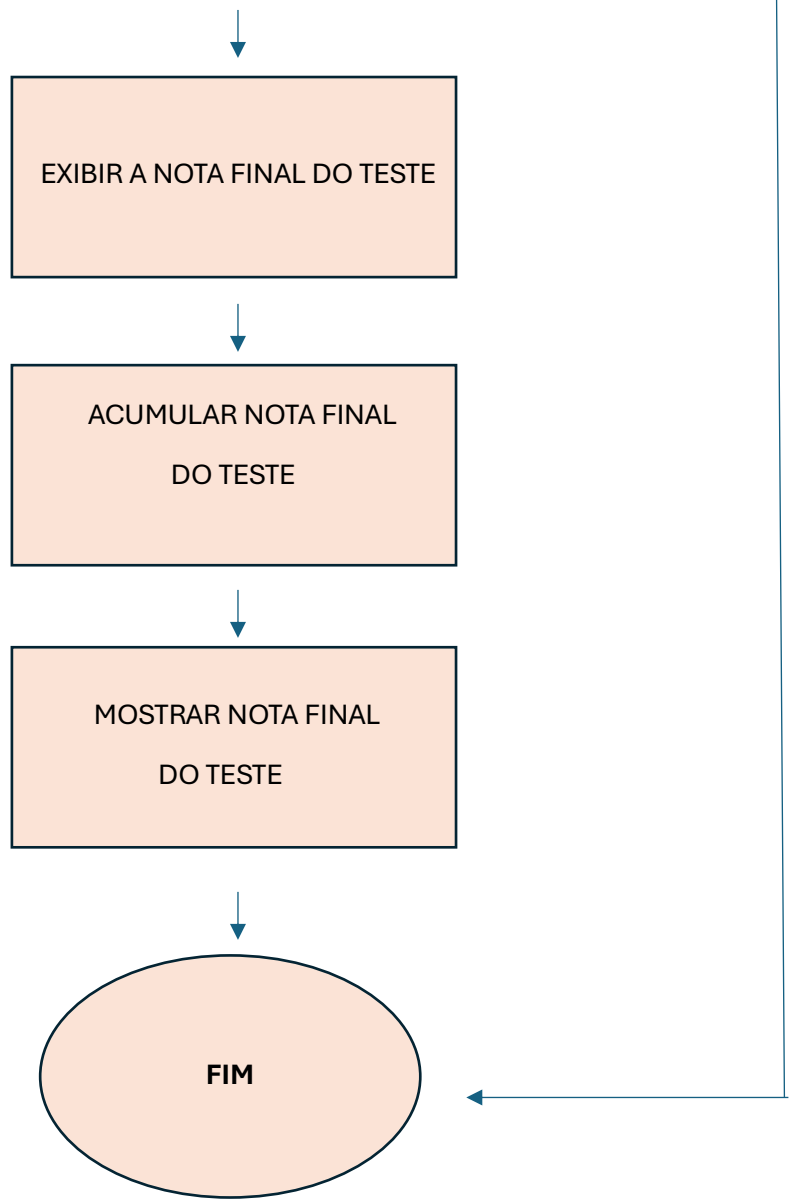 EXIBIR A NOTA FINAL DO TESTE
ACUMULAR NOTA FINAL
DO TESTE
MOSTRAR NOTA FINAL
DO TESTE
FIM